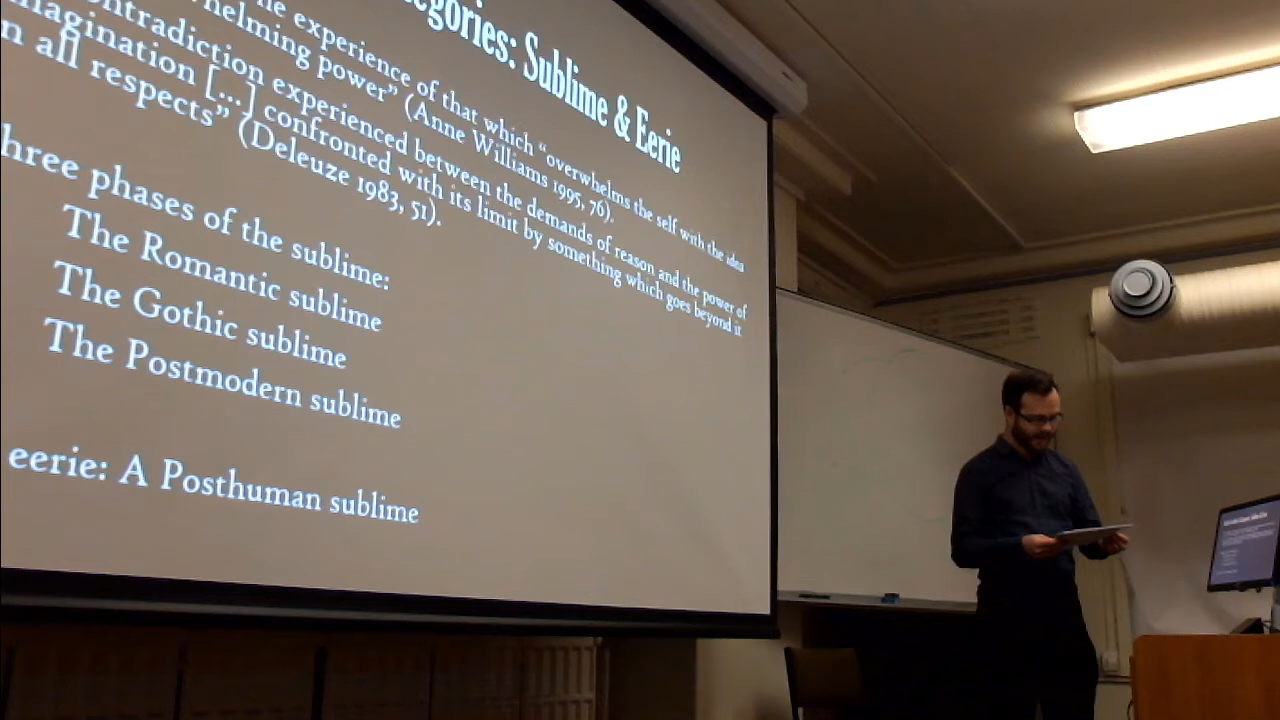 egories: Sublime & Eerie
he experience of that which “overwhelms the self with the idea
helming power” (Anne Williams 1995, 76).
ntradiction experienced between the demands of reason and the power of
magination [...] confronted with its limit by something which goes beyond it
n all respects” (Deleuze 1983, 51).
hree phases of the sublime:
The Romantic sublime
The Gothic sublime
The Postmodern sublime
eerie: A Posthuman sublime